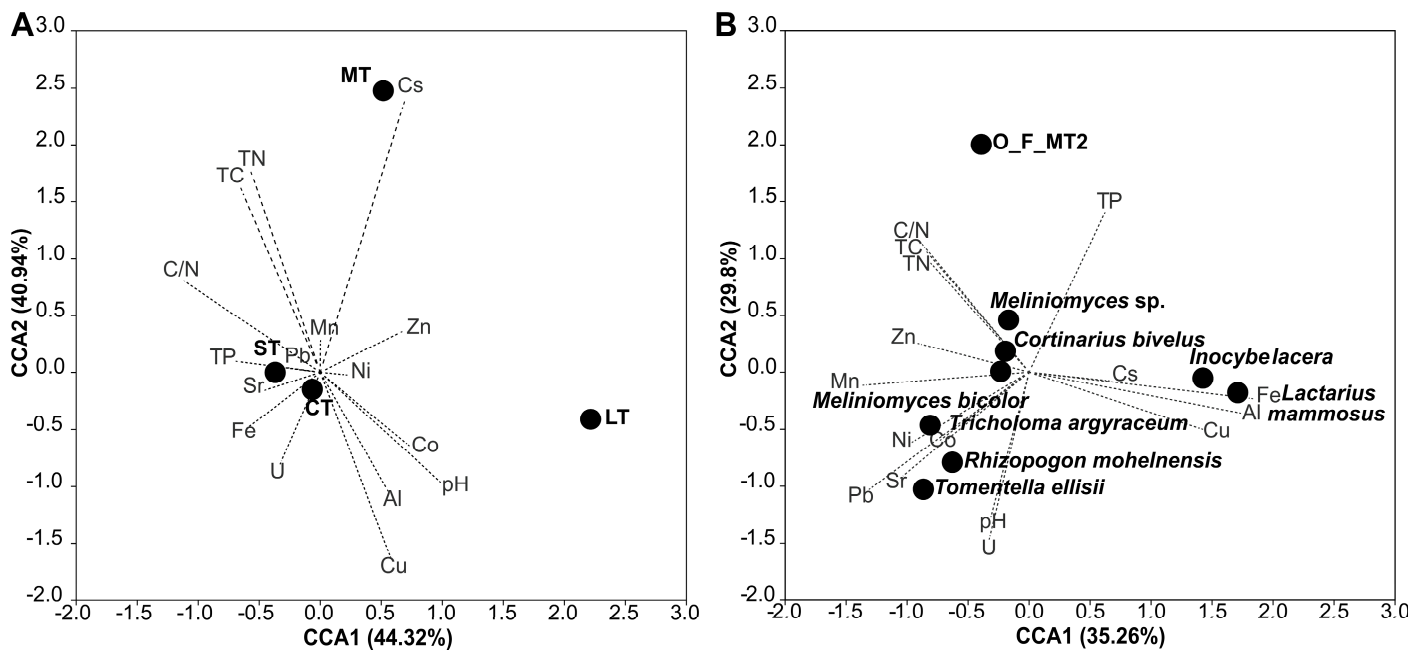 A
3.0
2.5
2.0
1.5
1.0
0.5
0.0
-0.5
-1.0
-1.5
-2.0
CCA2 (40.94%)
MT
Cs
TN
TC
C/N
Mn
Zn
ST
Pb
TP
Ni
Sr
CT
Fe
LT
Co
U
pH
Al
Cu
-2.0 -1.5 -1.0 -0.5 0.0 0.5 1.0 1.5 2.0 2.5 3.0
CCA1 (44.32%)
B
3.0
2.5
2.0
1.5
1.0
0.5
0.0
-0.5
-1.0
-1.5
-2.0
CCA2 (29.8%)
O_F_MT2
TP
C/N
TC
TN
Meliniomyces sp.
Zn
Cortinarius bivelus
Inocybe lacera
Mn
Cs
Meliniomyces bicolor
Fe
Lactarius
mammosus
Al
Tricholoma argyraceum
Cu
Ni
Co
Rhizopogon mohelnensis
Sr
Tomentella ellisii
Pb
pH
U
-2.0 -1.5 -1.0 -0.5 0.0 0.5 1.0 1.5 2.0 2.5 3.0
CCA1 (35.26%)